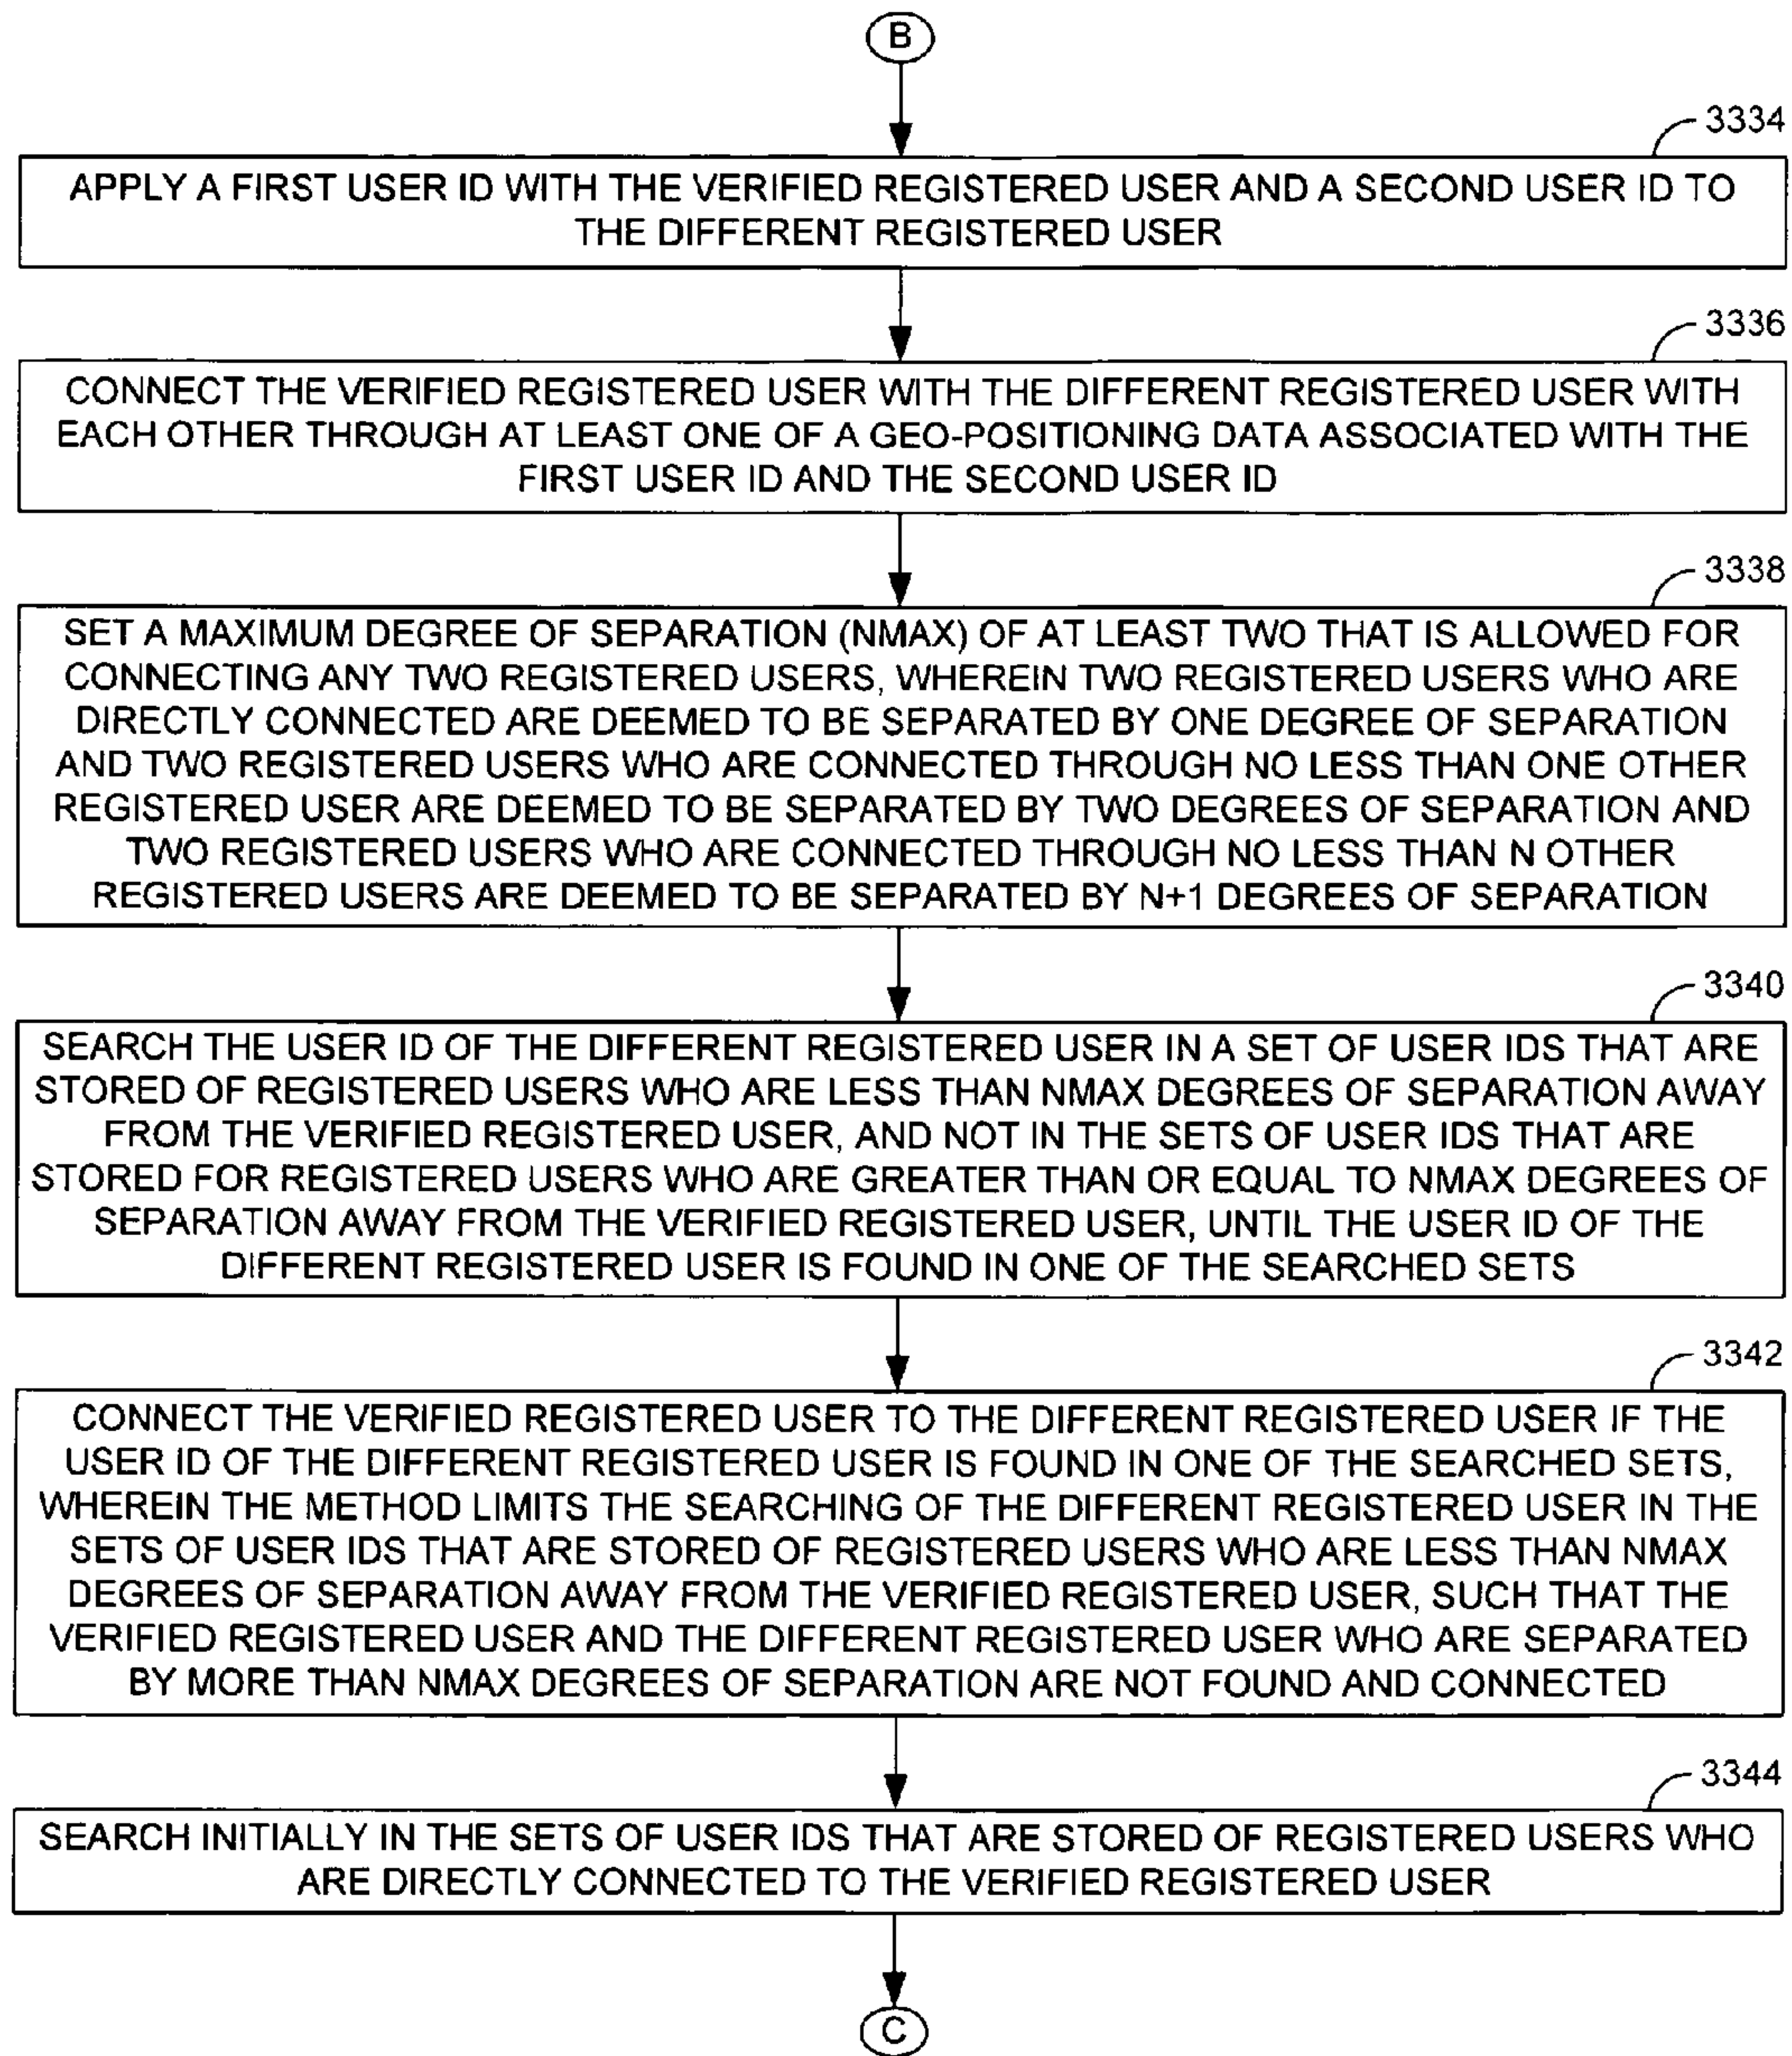 B
3334
APPLY A FIRST USER ID WITH THE VERIFIED REGISTERED USER AND A SECOND USER ID TO
THE DIFFERENT REGISTERED USER
3336
CONNECT THE VERIFIED REGISTERED USER WITH THE DIFFERENT REGISTERED USER WITH
EACH OTHER THROUGH AT LEAST ONE OF A GEO-POSITIONING DATA ASSOCIATED WITH THE
FIRST USER ID AND THE SECOND USER ID
3338
SET A MAXIMUM DEGREE OF SEPARATION (NMAX) OF AT LEAST TWO THAT IS ALLOWED FOR
CONNECTING ANY TWO REGISTERED USERS, WHEREIN TWO REGISTERED USERS WHO ARE
DIRECTLY CONNECTED ARE DEEMED TO BE SEPARATED BY ONE DEGREE OF SEPARATION
AND TWO REGISTERED USERS WHO ARE CONNECTED THROUGH NO LESS THAN ONE OTHER
REGISTERED USER ARE DEEMED TO BE SEPARATED BY TWO DEGREES OF SEPARATION AND
TWO REGISTERED USERS WHO ARE CONNECTED THROUGH NO LESS THAN N OTHER
REGISTERED USERS ARE DEEMED TO BE SEPARATED BY N+1 DEGREES OF SEPARATION
3340
SEARCH THE USER ID OF THE DIFFERENT REGISTERED USER IN A SET OF USER IDS THAT ARE
STORED OF REGISTERED USERS WHO ARE LESS THAN NMAX DEGREES OF SEPARATION AWAY
FROM THE VERIFIED REGISTERED USER, AND NOT IN THE SETS OF USER IDS THAT ARE
STORED FOR REGISTERED USERS WHO ARE GREATER THAN OR EQUAL TO NMAX DEGREES OF
SEPARATION AWAY FROM THE VERIFIED REGISTERED USER, UNTIL THE USER ID OF THE
DIFFERENT REGISTERED USER IS FOUND IN ONE OF THE SEARCHED SETS
3342
CONNECT THE VERIFIED REGISTERED USER TO THE DIFFERENT REGISTERED USER IF THE
USER ID OF THE DIFFERENT REGISTERED USER IS FOUND IN ONE OF THE SEARCHED SETS,
WHEREIN THE METHOD LIMITS THE SEARCHING OF THE DIFFERENT REGISTERED USER IN THE
SETS OF USER IDS THAT ARE STORED OF REGISTERED USERS WHO ARE LESS THAN NMAX
DEGREES OF SEPARATION AWAY FROM THE VERIFIED REGISTERED USER, SUCH THAT THE
VERIFIED REGISTERED USER AND THE DIFFERENT REGISTERED USER WHO ARE SEPARATED
BY MORE THAN NMAX DEGREES OF SEPARATION ARE NOT FOUND AND CONNECTED
3344
SEARCH INITIALLY IN THE SETS OF USER IDS THAT ARE STORED OF REGISTERED USERS WHO
ARE DIRECTLY CONNECTED TO THE VERIFIED REGISTERED USER
C